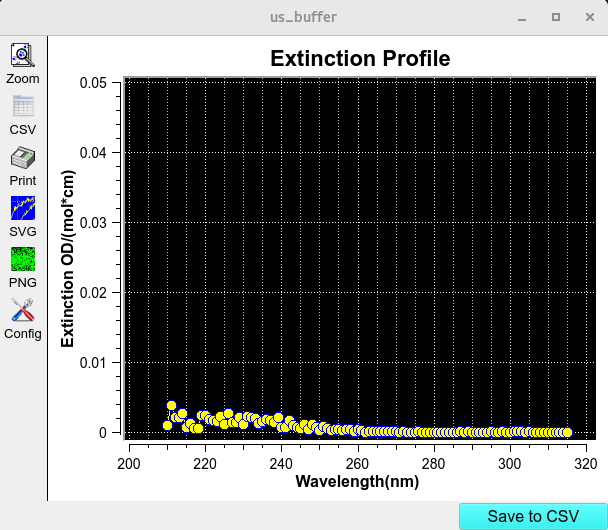 us_buffer
Zoom
CSV
Print
SVG
PNG
Config
Extinction Profile
Extinction OD/(mol*cm)
0.05
0.04
0.03
0.02
0.01
0
200 220 240 260 280 300 320
Wavelength(nm)
Save to CSV